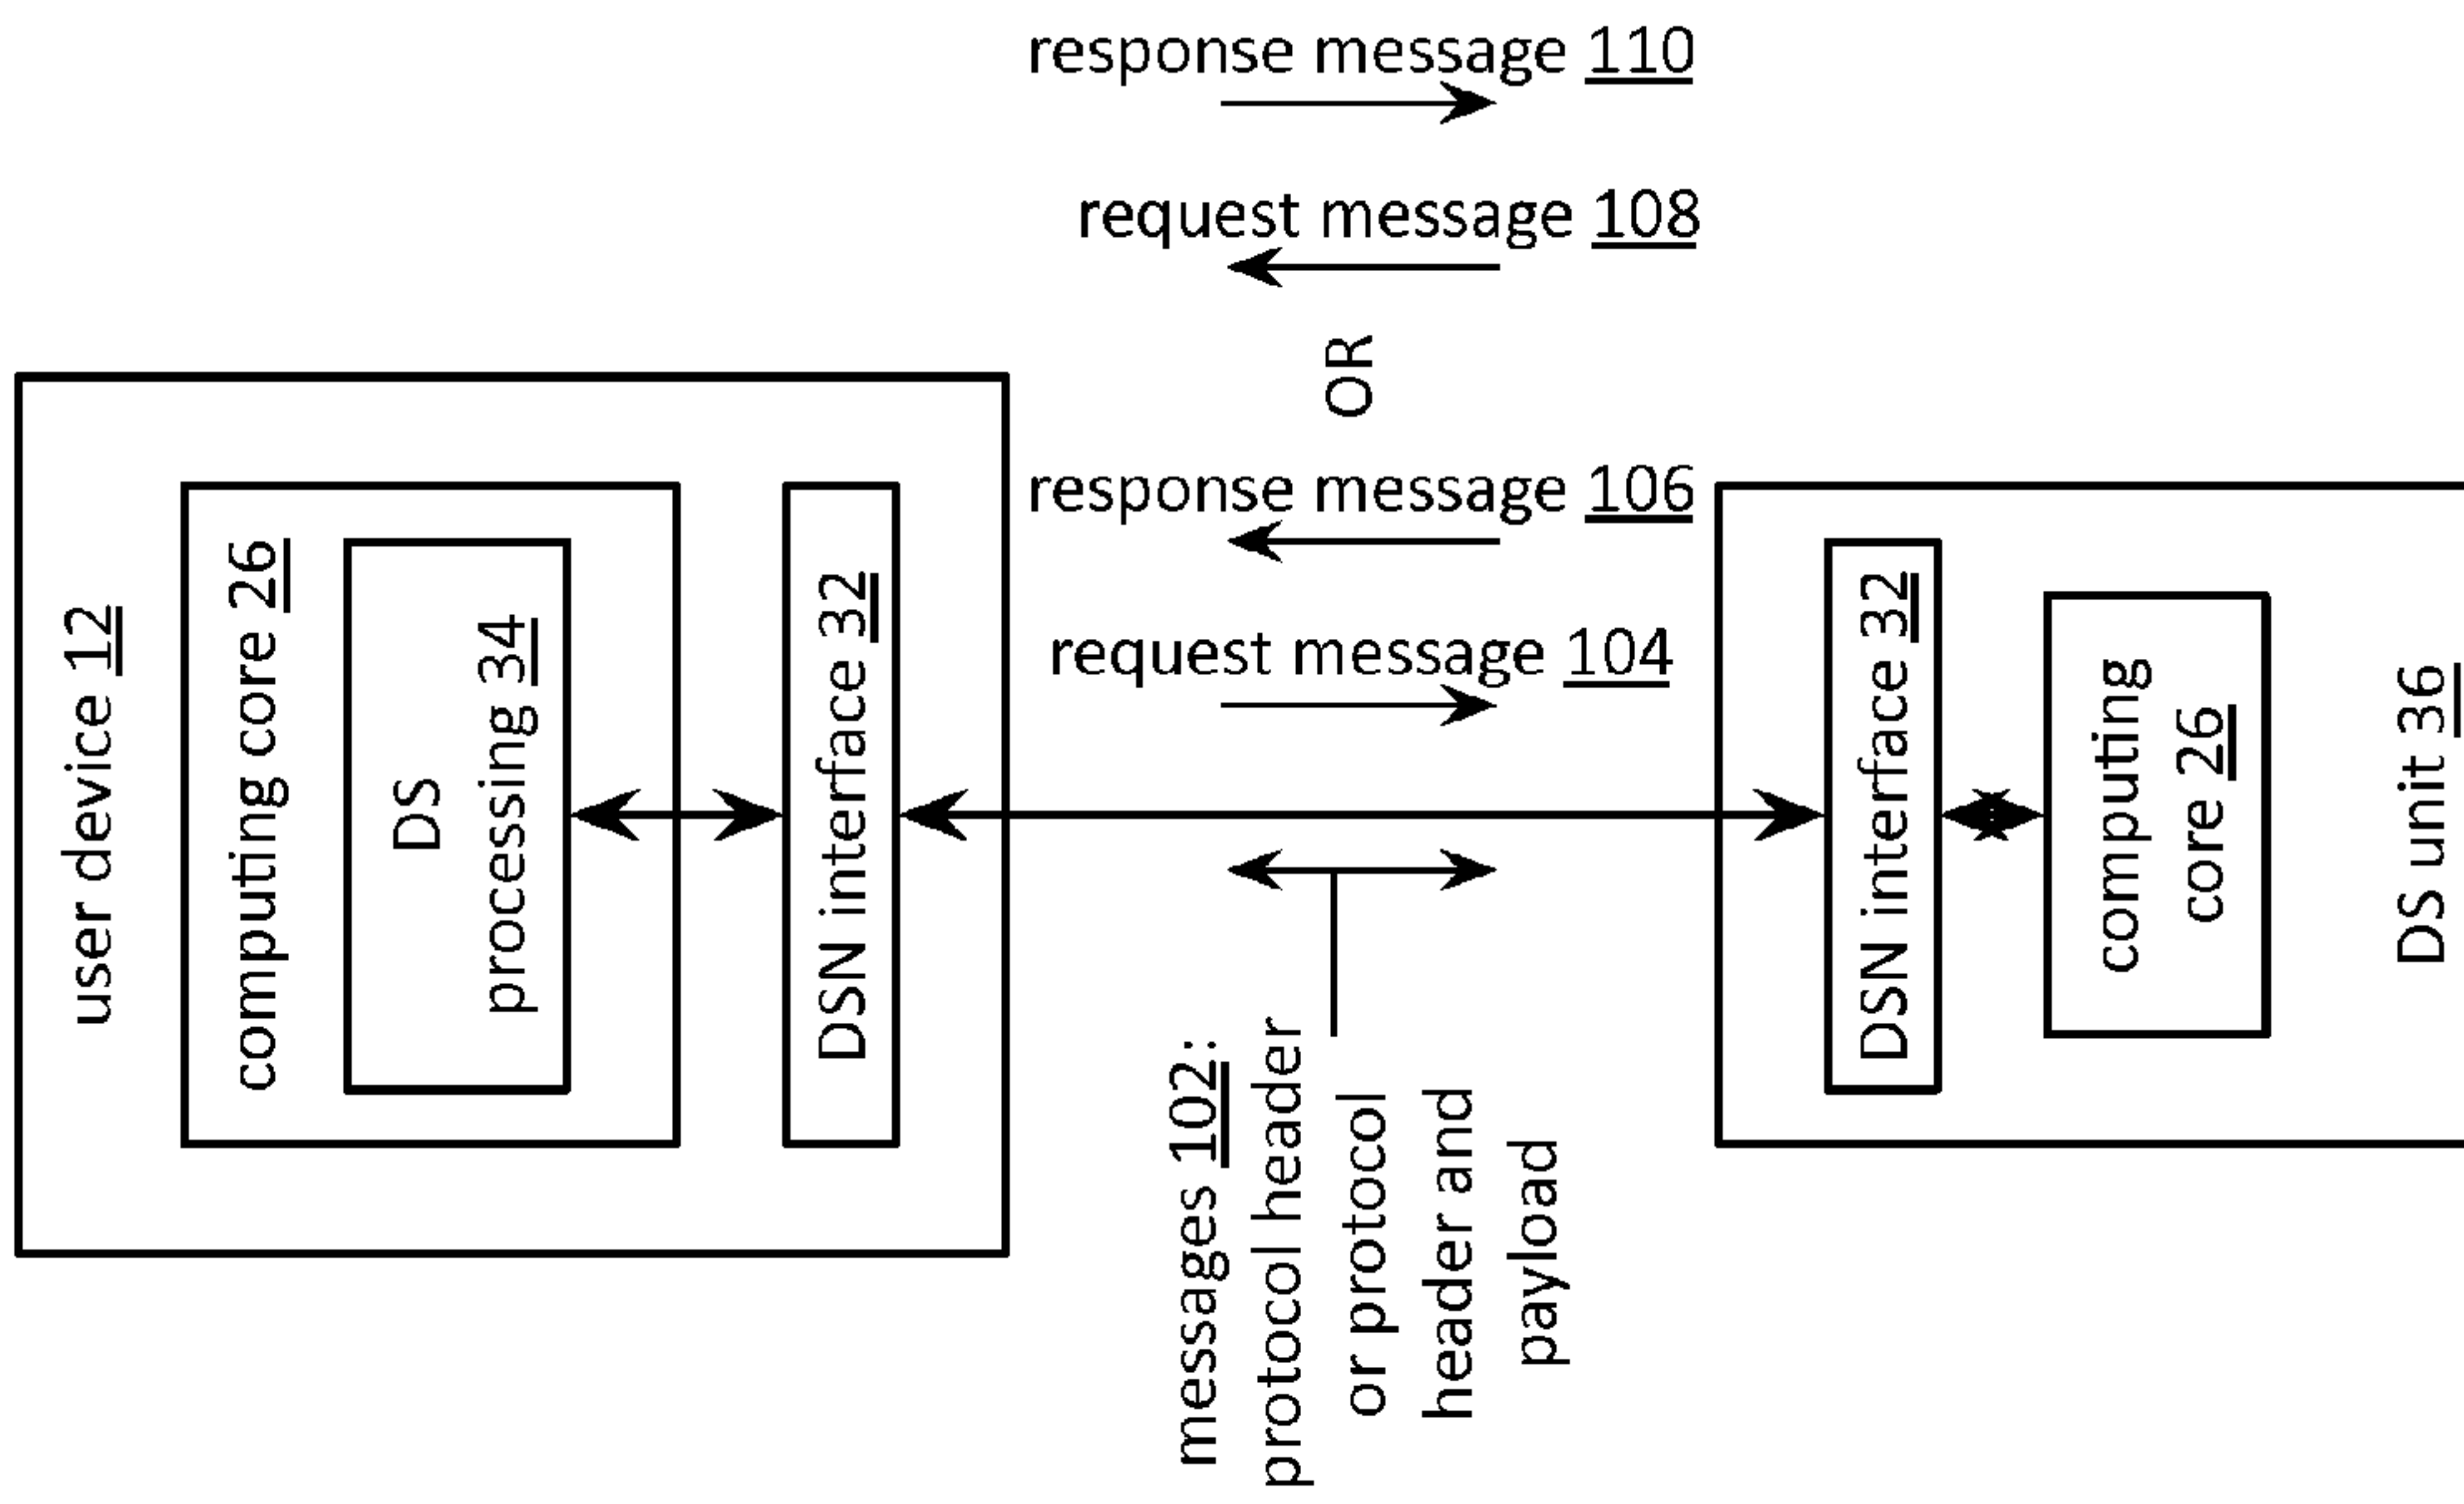 response message 110
request message 108
OR
response message 106
request message 104
user device 12
computing core 26
DS
processing 34
DSN interface 32
messages 102:
protocol header
or protocol
header and
payload
DSN interface 32
computing
core 26
DS unit 36